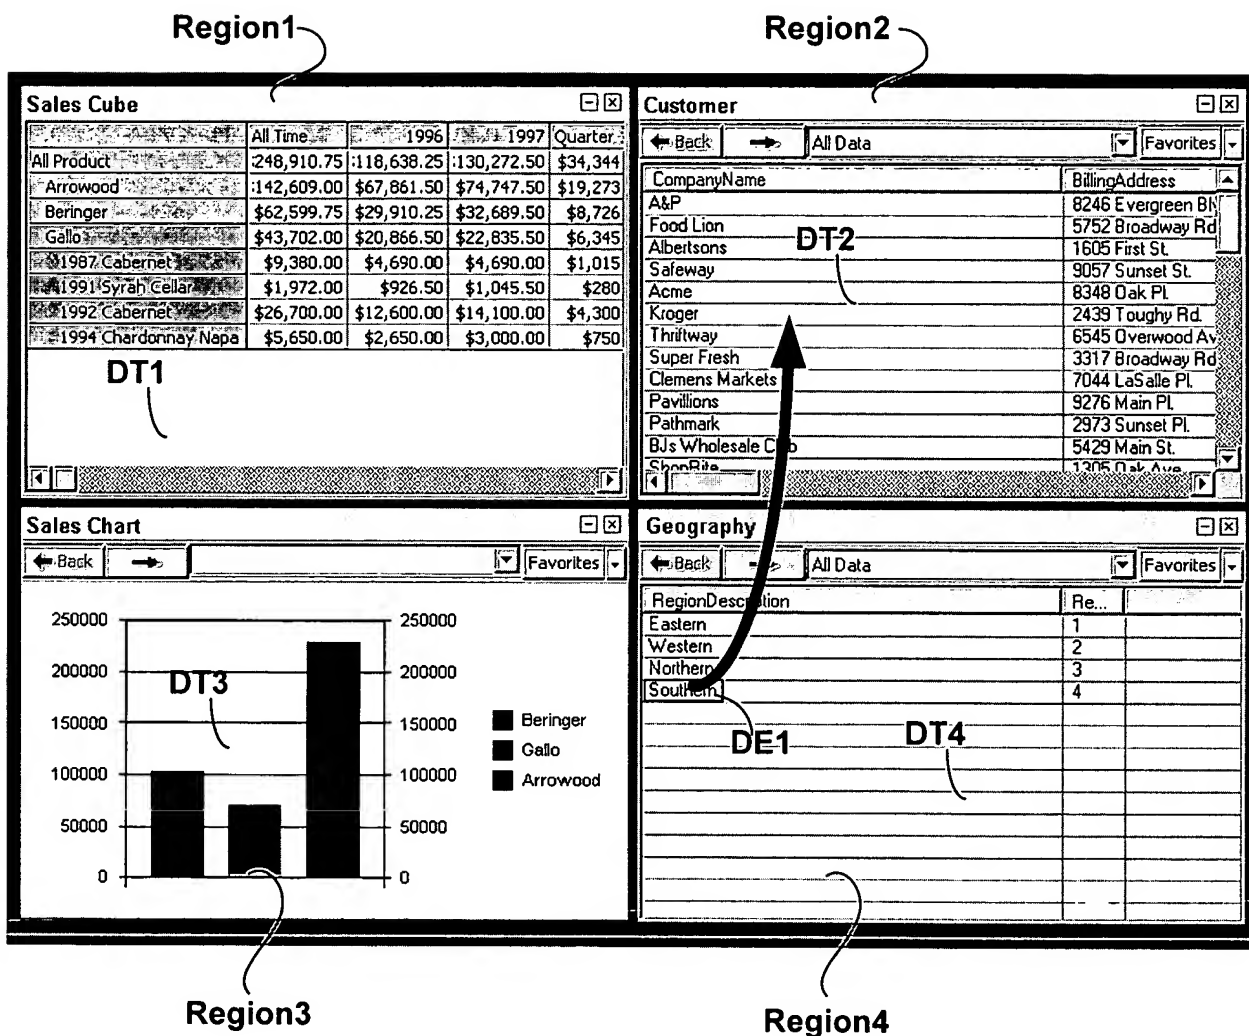 Region1
Region2
Sales Cube
All Time 1996 1997 Quarter
All Product :248,910.75 :118,638.25 :130,272.50 $34,344
Arrowood :142,609.00 $67,861.50 $74,747.50 $19,273
Beringer $62,599.75 $29,910.25 $32,689.50 $8,726
Gallo $43,702.00 $20,866.50 $22,835.50 $6,345
1987 Cabernet $9,380.00 $4,690.00 $4,690.00 $1,015
1991 Syrah Cellar $1,972.00 $926.50 $1,045.50 $280
1992 Cabernet $26,700.00 $12,600.00 $14,100.00 $4,300
1994 Chardonnay Napa $5,650.00 $2,650.00 $3,000.00 $750
DT1
Customer
Back All Data Favorites
CompanyName BillingAddress
A&P 8246 Evergreen Bl
Food Lion 5752 Broadway Rd
Albertsons 1605 First St.
Safeway 9057 Sunset St.
Acme 8348 Oak Pl.
Kroger 2439 Toughy Rd.
Thriftway 6545 Overwood Av
Super Fresh 3317 Broadway Rd
Clemens Markets 7044 LaSalle Pl.
Pavillions 9276 Main Pl.
Pathmark 2973 Sunset Pl.
BJs Wholesale Club 5429 Main St.
ShopRite 1305 Oak Ave
DT2
Sales Chart
Back Favorites
250000 250000
200000 200000
150000 150000
100000 100000
50000 50000
0 0
DT3
Beringer
Gallo
Arrowood
Geography
Back All Data Favorites
RegionDescription Re...
Eastern 1
Western 2
Northern 3
Southern 4
DE1
DT4
Region3
Region4